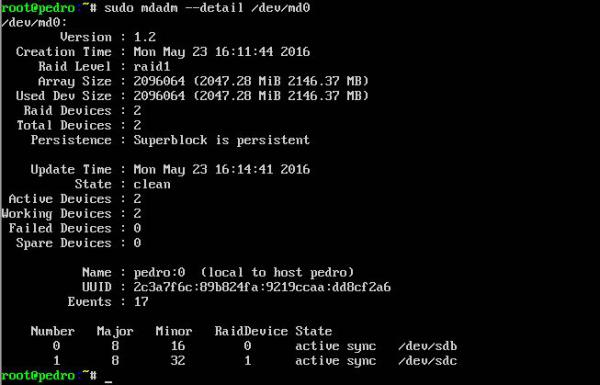 root@pedro:~# sudo mdadm --detail /dev/md0
/dev/md0:
Version : 1.2
Creation Time : Mon May 23 16:11:44 2016
Raid Level : raid1
Array Size : 2096064 (2047.28 MiB 2146.37 MB)
Used Dev Size : 2096064 (2047.28 MiB 2146.37 MB)
Raid Devices : 2
Total Devices : 2
Persistence : Superblock is persistent
Update Time : Mon May 23 16:14:41 2016
State : clean
Active Devices : 2
Working Devices : 2
Failed Devices : 0
Spare Devices : 0
Name : pedro:0 (local to host pedro)
UUID : 2c3a7f6c:89b824fa:9219ccaa:dd8cf2a6
Events : 17
Number Major Minor RaidDevice State
0 8 16 0 active sync /dev/sdb
1 8 32 1 active sync /dev/sdc
root@pedro:~# _